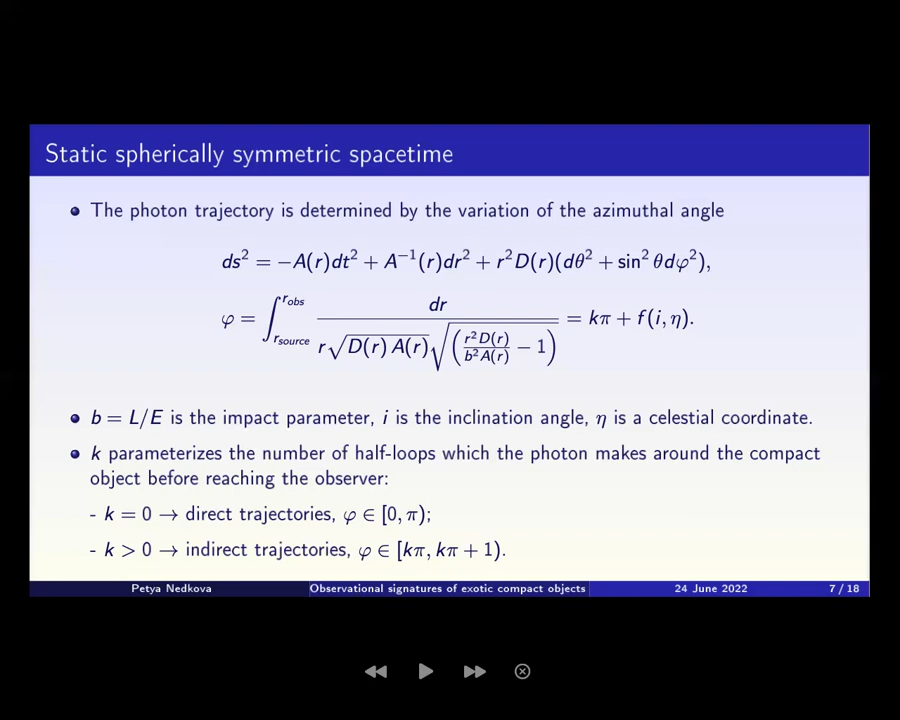 Static spherically symmetric spacetime
The photon trajectory is determined by the variation of the azimuthal angle
ds² = −A(r)dt² + A⁻¹(r)dr² + r²D(r)(dθ² + sin² θdφ²),
φ = ∫_{r_source}^{r_obs} dr / (r√(D(r) A(r)) √(r²D(r)/(b²A(r)) − 1)) = kπ + f(i, η).
b = L/E is the impact parameter, i is the inclination angle, η is a celestial coordinate.
k parameterizes the number of half-loops which the photon makes around the compact
object before reaching the observer:
- k = 0 → direct trajectories, φ ∈ [0, π);
- k > 0 → indirect trajectories, φ ∈ [kπ, kπ + 1).
Petya Nedkova Observational signatures of exotic compact objects 24 June 2022 7 / 18